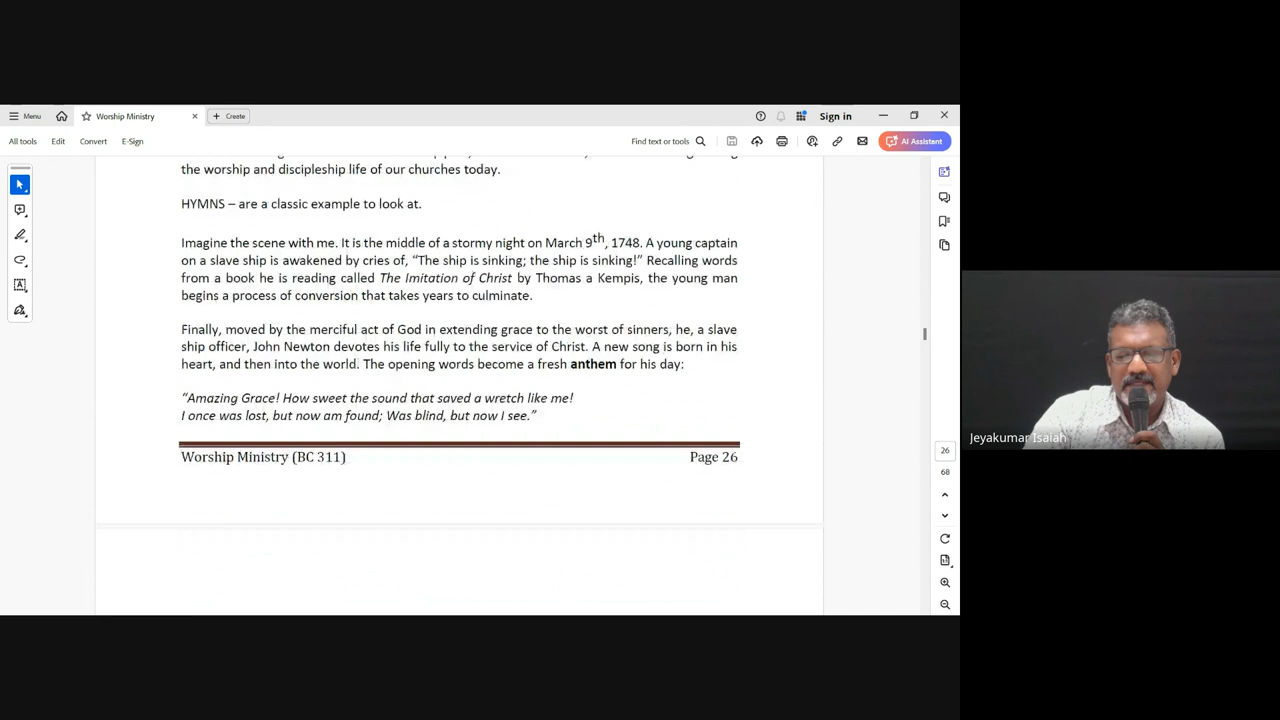 Menu
Worship Ministry
Create
Sign in
All tools
Edit
Convert
E-Sign
Find text or tools
AI Assistant
the worship and discipleship life of our churches today.
HYMNS – are a classic example to look at.
Imagine the scene with me. It is the middle of a stormy night on March 9th, 1748. A young captain
on a slave ship is awakened by cries of, “The ship is sinking; the ship is sinking!” Recalling words
from a book he is reading called The Imitation of Christ by Thomas a Kempis, the young man
begins a process of conversion that takes years to culminate.
Finally, moved by the merciful act of God in extending grace to the worst of sinners, he, a slave
ship officer, John Newton devotes his life fully to the service of Christ. A new song is born in his
heart, and then into the world. The opening words become a fresh anthem for his day:
“Amazing Grace! How sweet the sound that saved a wretch like me!
I once was lost, but now am found; Was blind, but now I see.”
Worship Ministry (BC 311)
Page 26
26
68
Jeyakumar Isaiah